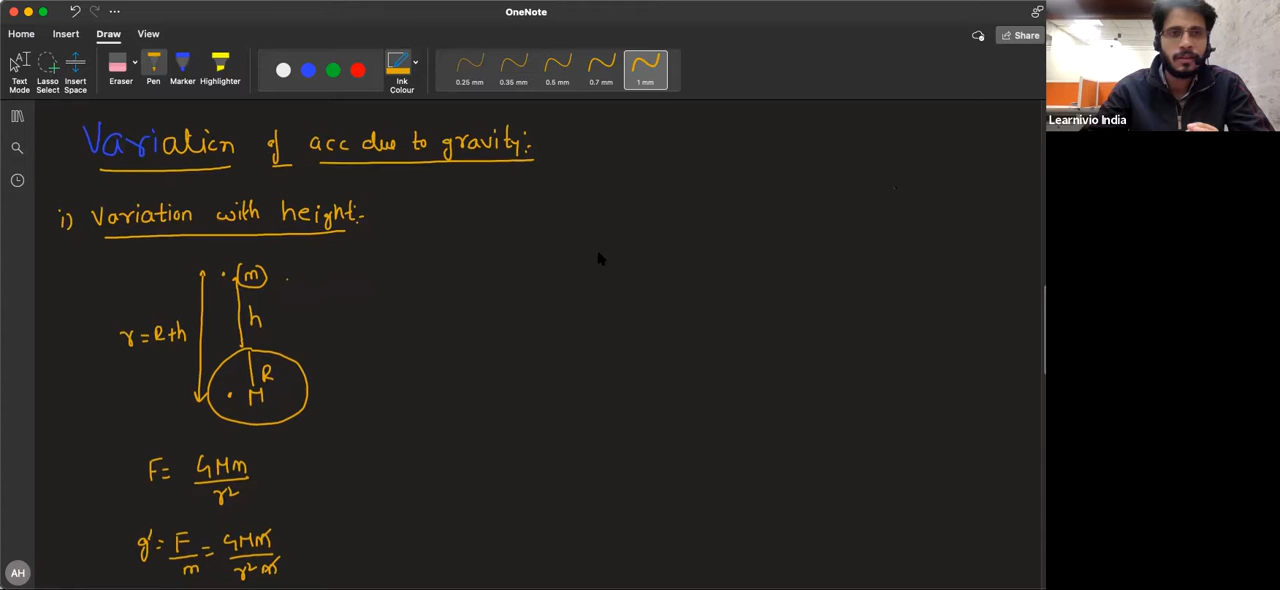 OneNote
Home Insert Draw View
Share
Text Mode
Lasso Select
Insert Space
Eraser
Pen
Marker
Highlighter
Ink Colour
0.25 mm
0.35 mm
0.5 mm
0.7 mm
1 mm
Learnivio India
Variation of acc due to gravity:-
i) Variation with height:-
m
h
r = R+h
R
M
F = GMm/r²
g' = F/m = GMm/r²m
AH